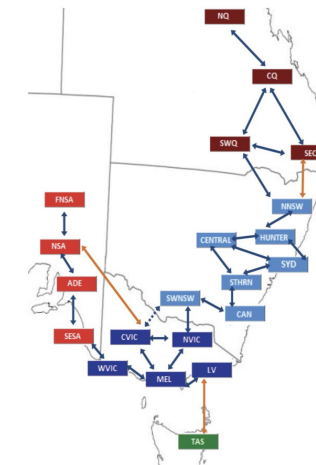 NQ
CQ
SWQ
SEQ
NNSW
FNSA
HUNTER
CENTRAL
NSA
SYD
ADE
STHRN
SWNSW
CAN
SESA
CVIC
NVIC
WVIC
LV
MEL
TAS